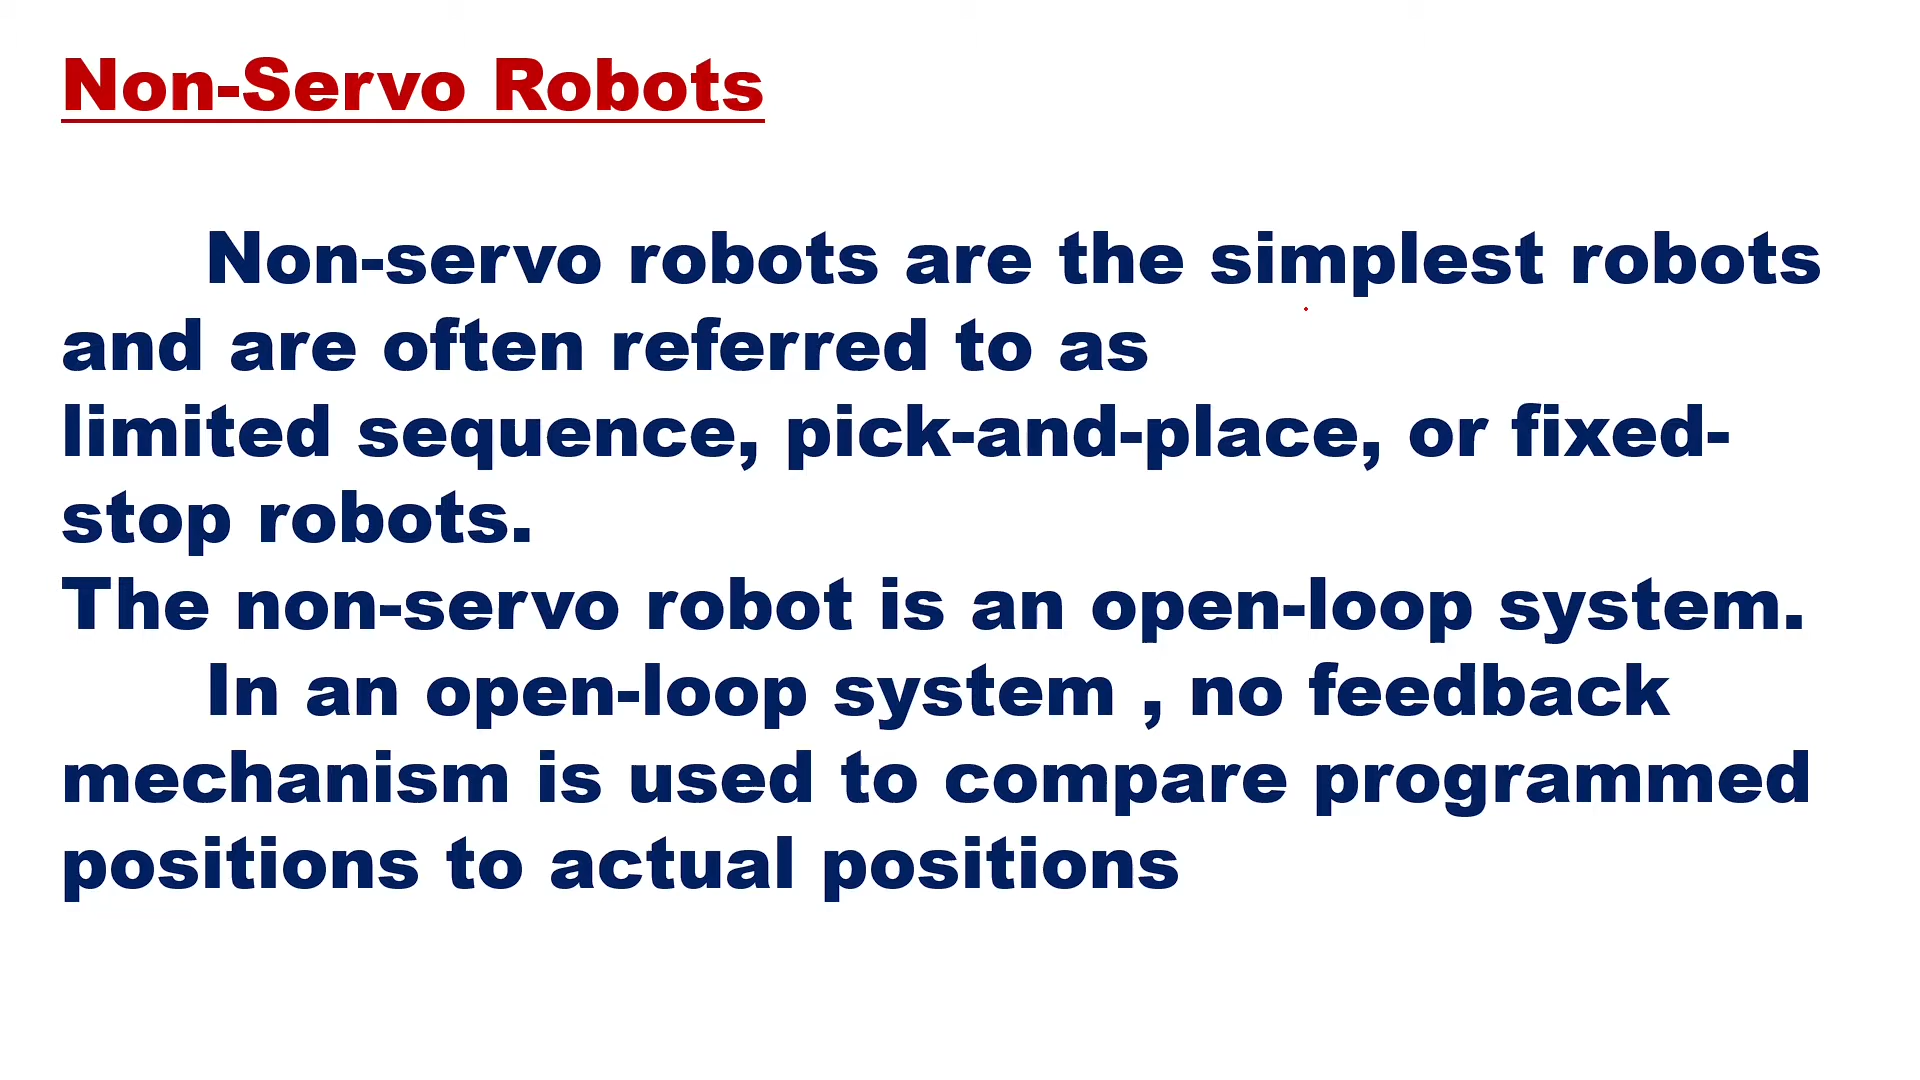 Non-Servo Robots
Non-servo robots are the simplest robots
and are often referred to as
limited sequence, pick-and-place, or fixed-
stop robots.
The non-servo robot is an open-loop system.
In an open-loop system , no feedback
mechanism is used to compare programmed
positions to actual positions